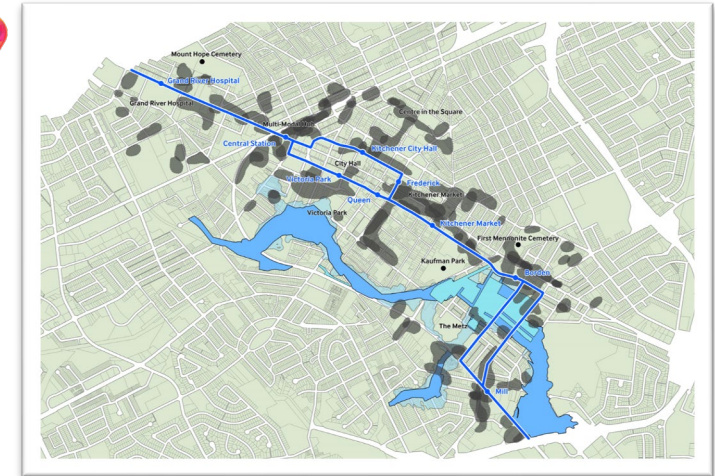 Mount Hope Cemetery
Grand River Hospital
Grand River Hospital
Centre in the Square
Multi-Modal Hub
Central Station
Kitchener City Hall
City Hall
Victoria Park
Frederick
Kitchener Market
Queen
Victoria Park
Kitchener Market
First Mennonite Cemetery
Kaufman Park
Borden
The Metz
Mill